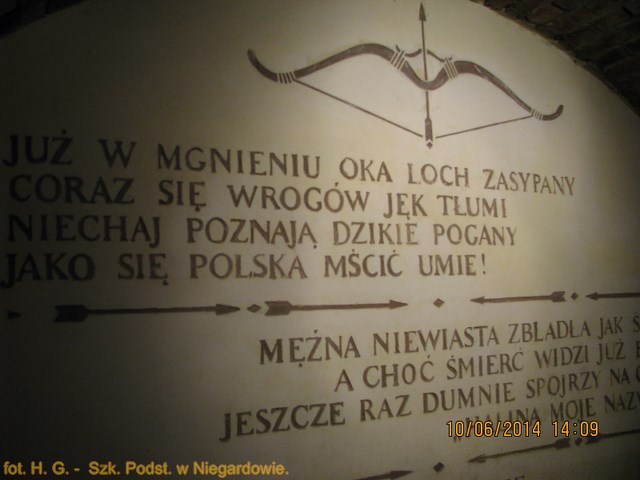 JUŻ W MGNIENIU OKA LOCH ZASYPANY
CORAZ SIĘ WROGÓW JĘK TŁUMI
NIECHAJ POZNAJĄ DZIKIE POGANY
JAKO SIĘ POLSKA MŚCIĆ UMIE!
MĘŻNA NIEWIASTA ZBLADŁA JAK
A CHOĆ ŚMIERĆ WIDZI JUŻ
JESZCZE RAZ DUMNIE SPOJRZY NA
MOJE
10/06/2014 14:09
fot. H. G. - Szk. Podst. w Niegardowie.